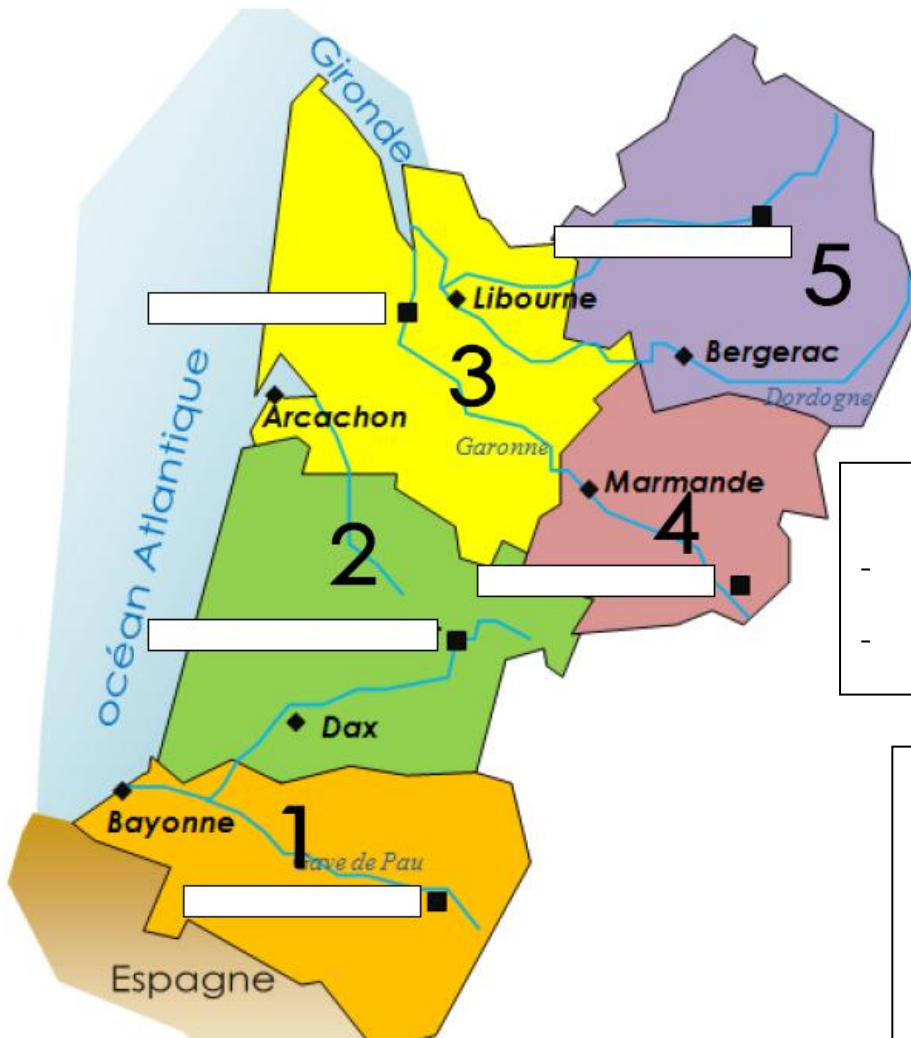 Gironde
5
Libourne
3
Bergerac
Dordogne
océan Atlantique
Arcachon
Garonne
Marmande
4
2
-
-
Dax
Bayonne
1
Gave de Pau
Espagne